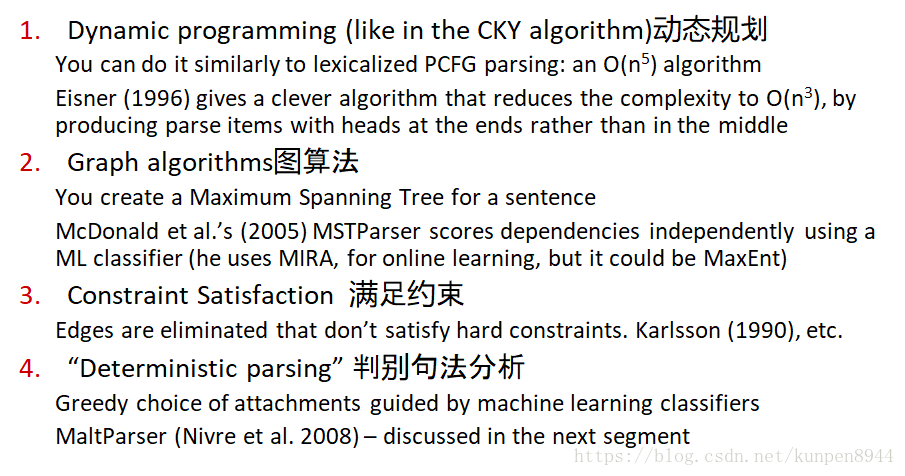 1. Dynamic programming (like in the CKY algorithm)动态规划
You can do it similarly to lexicalized PCFG parsing: an O(n⁵) algorithm
Eisner (1996) gives a clever algorithm that reduces the complexity to O(n³), by
producing parse items with heads at the ends rather than in the middle
2. Graph algorithms图算法
You create a Maximum Spanning Tree for a sentence
McDonald et al.’s (2005) MSTParser scores dependencies independently using a
ML classifier (he uses MIRA, for online learning, but it could be MaxEnt)
3. Constraint Satisfaction 满足约束
Edges are eliminated that don’t satisfy hard constraints. Karlsson (1990), etc.
4. “Deterministic parsing” 判别句法分析
Greedy choice of attachments guided by machine learning classifiers
MaltParser (Nivre et al. 2008) – discussed in the next segment
https://blog.csdn.net/kunpen8944